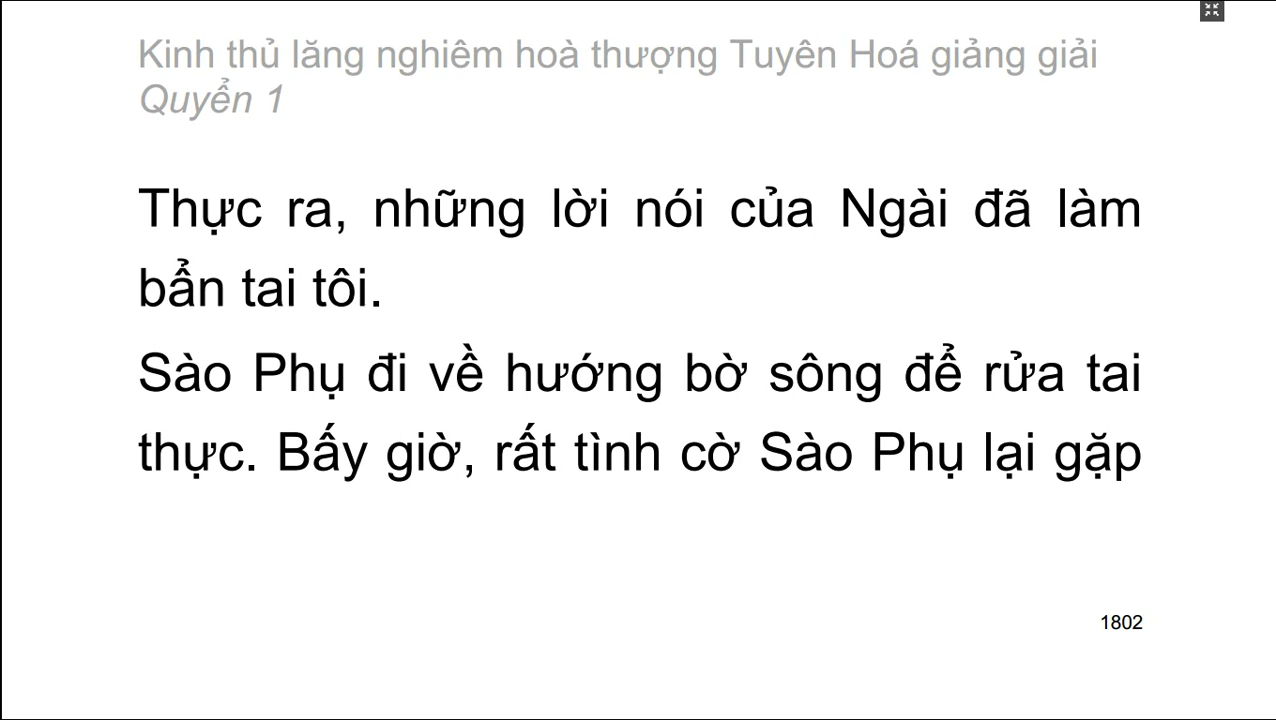 Kinh thủ lăng nghiêm hoà thượng Tuyên Hoá giảng giải
Quyển 1
Thực ra, những lời nói của Ngài đã làm
bẩn tai tôi.
Sào Phụ đi về hướng bờ sông để rửa tai
thực. Bấy giờ, rất tình cờ Sào Phụ lại gặp
1802